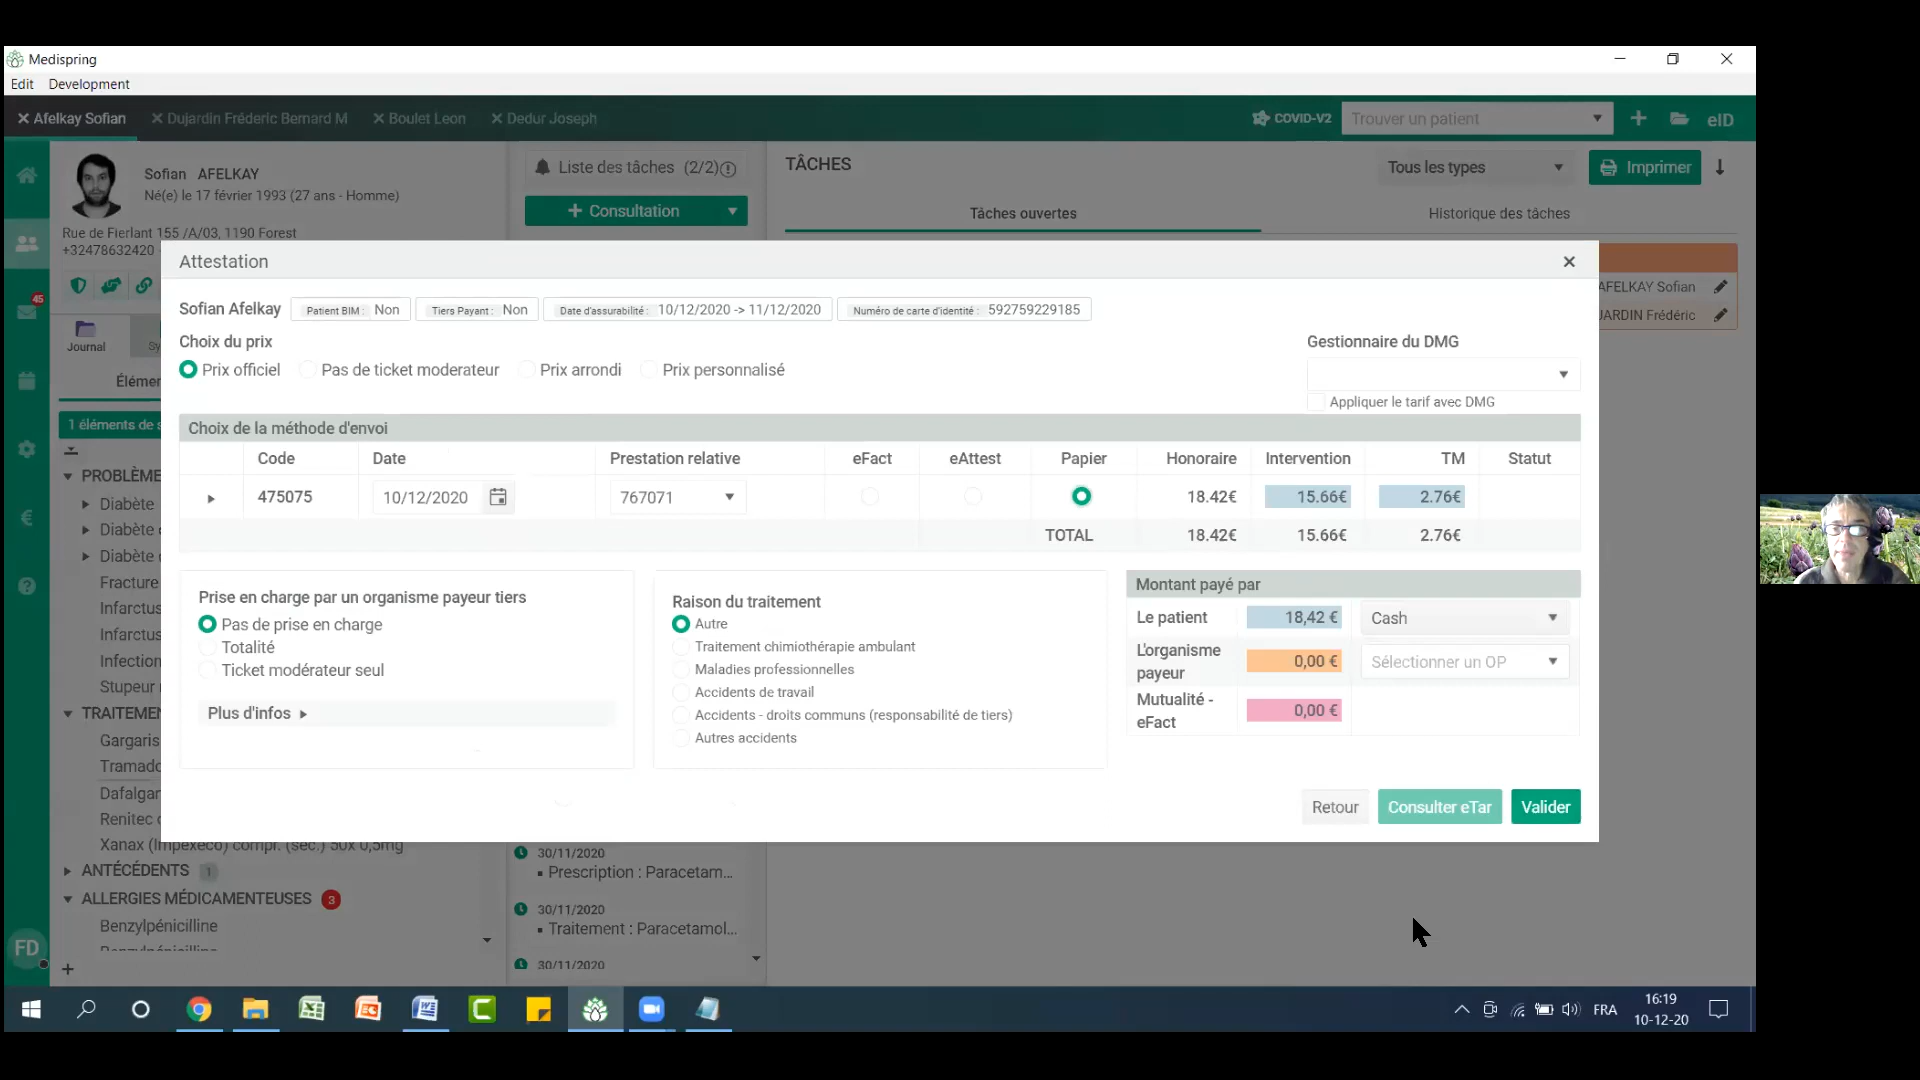 Medispring
Edit Development
Afelkay Sofian Dujardin Fréderic Bernard M Boulet Leon Dedur Joseph COVID-V2 Trouver un patient eID
Sofian AFELKAY
Né(e) le 17 février 1993 (27 ans - Homme)
Rue de Fierlant 155 /A/03, 1190 Forest
+32478632420
Liste des tâches (2/2)
+ Consultation
TÂCHES
Tous les types
Imprimer
Tâches ouvertes
Historique des tâches
45
Journal
Sy
Élém
1 éléments de s
AFELKAY Sofian
JARDIN Frédéric
Attestation
Sofian Afelkay Patient BIM : Non Tiers Payant : Non Date d'assurabilité : 10/12/2020 -> 11/12/2020 Numéro de carte d'identité : 592759229185
Choix du prix
Prix officiel Pas de ticket moderateur Prix arrondi Prix personnalisé
Gestionnaire du DMG
Appliquer le tarif avec DMG
Choix de la méthode d'envoi
Code Date Prestation relative eFact eAttest Papier Honoraire Intervention TM Statut
475075 10/12/2020 767071 18.42€ 15.66€ 2.76€
TOTAL 18.42€ 15.66€ 2.76€
Prise en charge par un organisme payeur tiers
Pas de prise en charge
Totalité
Ticket modérateur seul
Plus d'infos
Raison du traitement
Autre
Traitement chimiothérapie ambulant
Maladies professionnelles
Accidents de travail
Accidents - droits communs (responsabilité de tiers)
Autres accidents
Montant payé par
Le patient 18,42 € Cash
L'organisme payeur 0,00 € Sélectionner un OP
Mutualité - eFact 0,00 €
Retour Consulter eTar Valider
PROBLÈME
Diabète
Diabète
Diabète
Fracture
Infarctus
Infarctus
Infection
Stupeur
TRAITEMEN
Gargaris
Tramado
Dafalgan
Renitec
Xanax (Impexeco) compr. (séc.) 50x 0,5mg
ANTÉCÉDENTS 1
ALLERGIES MÉDICAMENTEUSES 3
Benzylpénicilline
Benzylpénicilline
30/11/2020
Prescription : Paracetam...
30/11/2020
Traitement : Paracetamol...
30/11/2020
FD
FRA
16:19
10-12-20